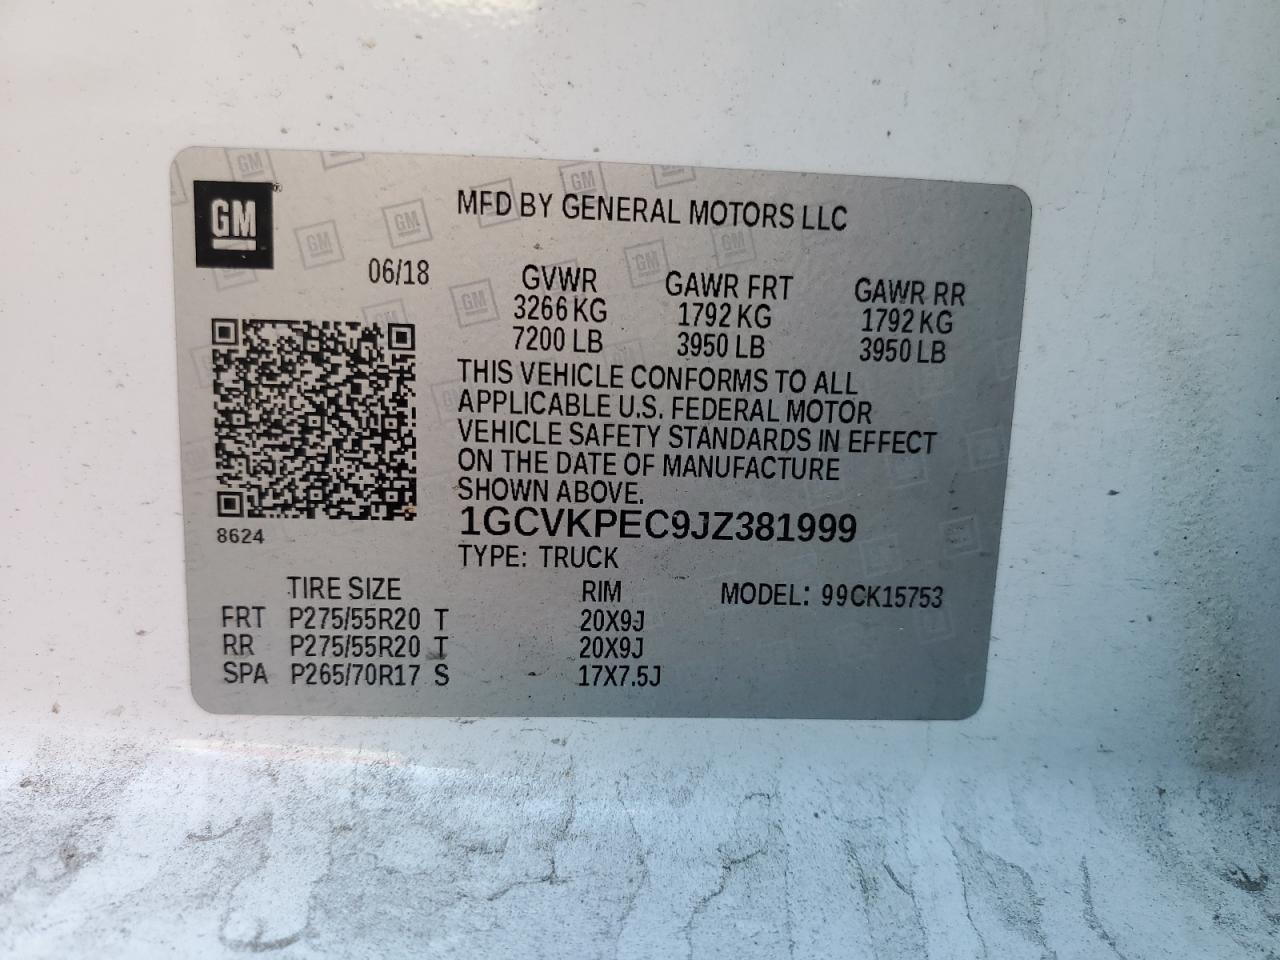 GM
MFD BY GENERAL MOTORS LLC
06/18
GVWR GAWR FRT GAWR RR
3266 KG 1792 KG 1792 KG
7200 LB 3950 LB 3950 LB
THIS VEHICLE CONFORMS TO ALL
APPLICABLE U.S. FEDERAL MOTOR
VEHICLE SAFETY STANDARDS IN EFFECT
ON THE DATE OF MANUFACTURE
SHOWN ABOVE.
1GCVKPEC9JZ381999
8624
TYPE: TRUCK
TIRE SIZE RIM MODEL: 99CK15753
FRT P275/55R20 T 20X9J
RR P275/55R20 T 20X9J
SPA P265/70R17 S 17X7.5J